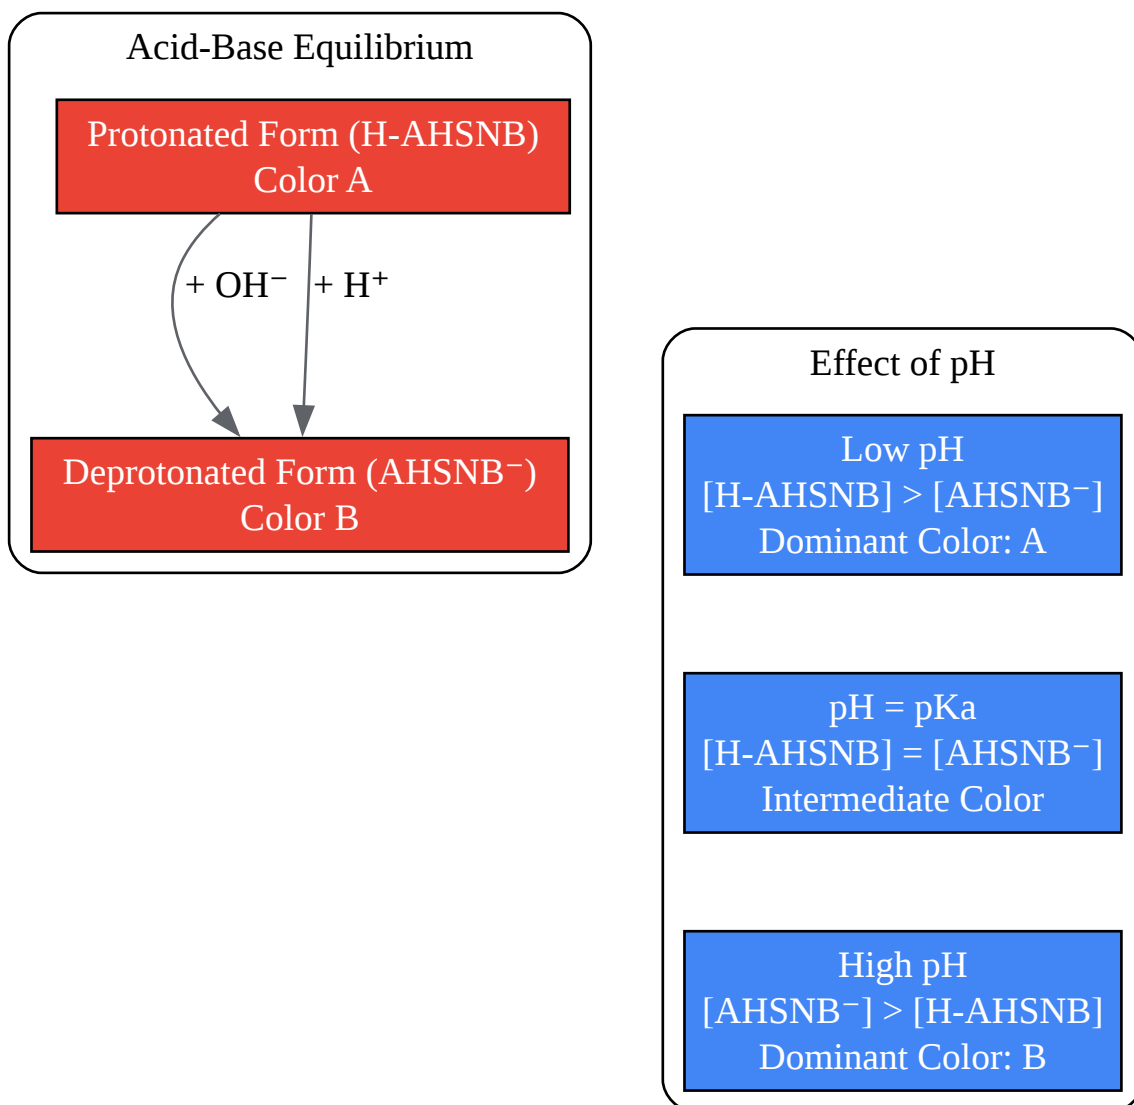 Acid-Base Equilibrium
Protonated Form (H-AHSNB)
Color A
+ OH⁻
+ H⁺
Deprotonated Form (AHSNB⁻)
Color B
Effect of pH
Low pH
[H-AHSNB] > [AHSNB⁻]
Dominant Color: A
pH = pKa
[H-AHSNB] = [AHSNB⁻]
Intermediate Color
High pH
[AHSNB⁻] > [H-AHSNB]
Dominant Color: B